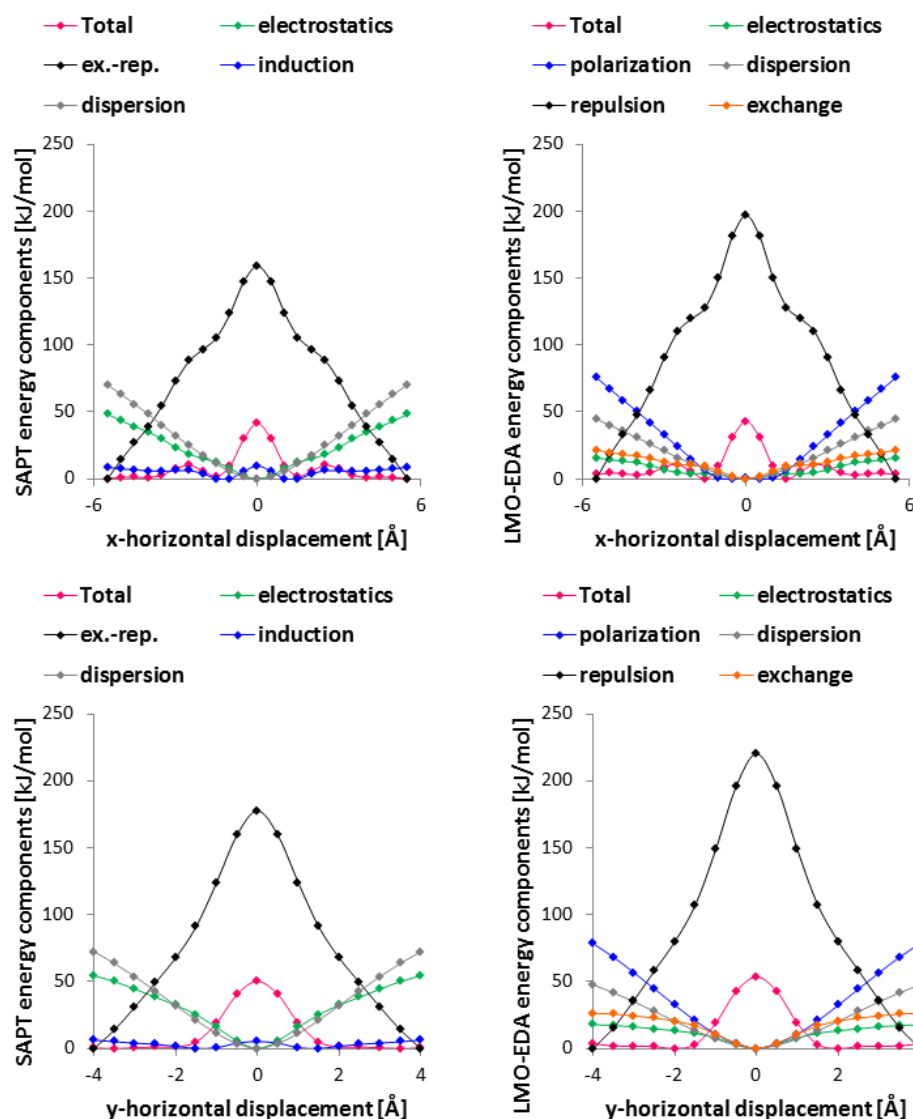 Total electrostatics
ex.-rep. induction
dispersion
250
200
150
100
50
0
-6 0 6
SAPT energy components [kJ/mol]
x-horizontal displacement [Å]
Total electrostatics
polarization dispersion
repulsion exchange
250
200
150
100
50
0
-6 0 6
LMO-EDA energy components [kJ/mol]
x-horizontal displacement [Å]
Total electrostatics
ex.-rep. induction
dispersion
250
200
150
100
50
0
-4 -2 0 2 4
SAPT energy components [kJ/mol]
y-horizontal displacement [Å]
Total electrostatics
polarization dispersion
repulsion exchange
250
200
150
100
50
0
-4 -2 0 2
LMO-EDA energy components [kJ/mol]
y-horizontal displacement [Å]